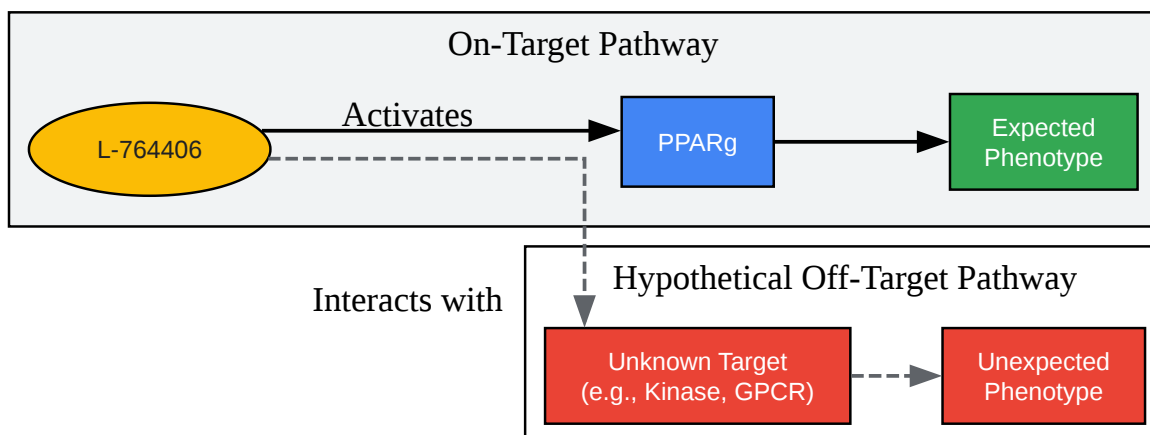 On-Target Pathway
L-764406
Activates
PPARg
Expected
Phenotype
Interacts with
Hypothetical Off-Target Pathway
Unknown Target
(e.g., Kinase, GPCR)
Unexpected
Phenotype